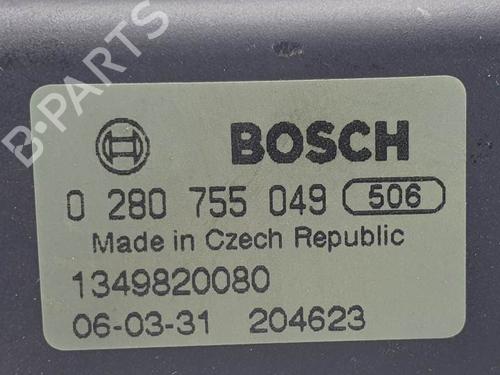 B-PARTS
BOSCH
0 280 755 049 506
Made in Czech Republic
1349820080
06-03-31 204623